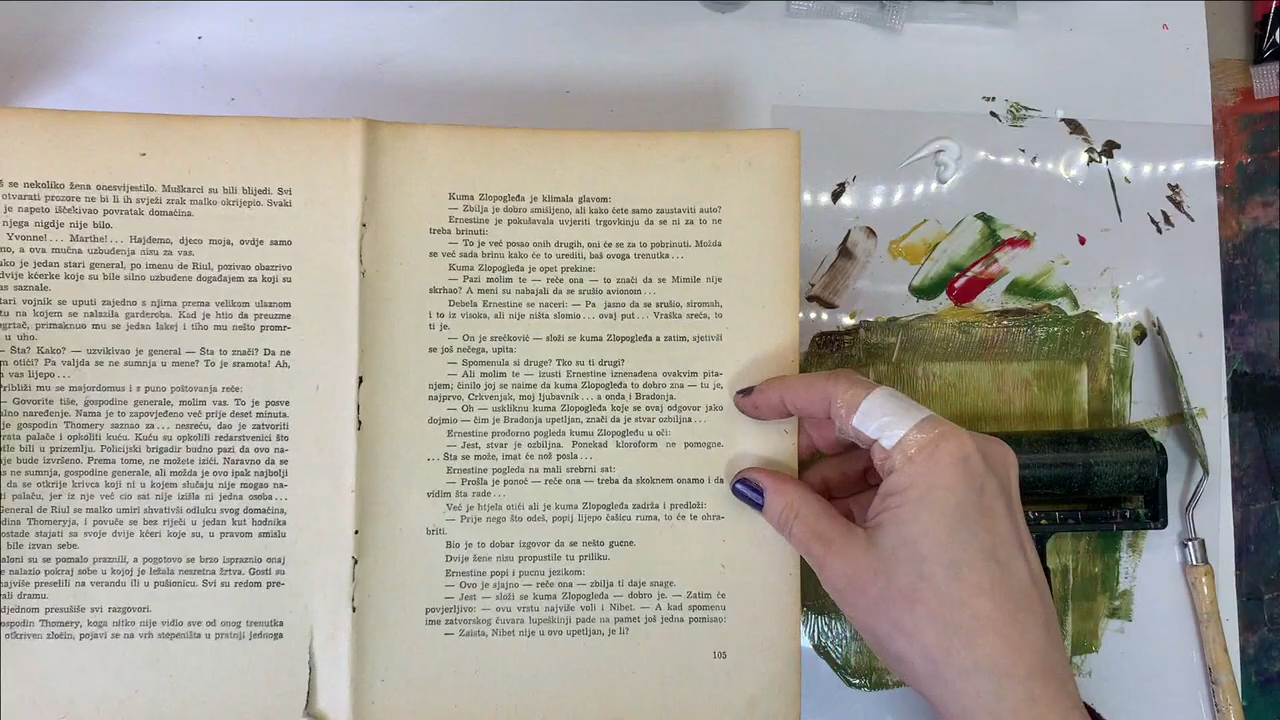 š se nekoliko žena onesvijestilo. Muškarci su bili blijedi. Svi
otvarati prozore ne bi li ih svježi zrak malko okrijepio. Svaki
je napeto iščekivao povratak domaćina.
njega nigdje nije bilo.
Yvonne!... Marthe!... Hajdemo, djeco moja, ovdje samo
mo, a ova mučna uzbuđenja nisu za vas.
ako je jedan stari general, po imenu de Riul, pozivao obazrivo
dvije kćerke koje su bile silno uzbuđene događajem za koji su
as saznale.
tari vojnik se uputi zajedno s njima prema velikom ulaznom
tu na kojem se nalazila garderoba. Kad je htio da preuzme
grtač, primaknuo mu se jedan lakej i tiho mu nešto promr-
u uho.
— Šta? Kako? — uzvikivao je general — Šta to znači? Da ne
m otići? Pa valjda se ne sumnja u mene? To je sramota! Ah,
vas lijepo...
Približi mu se majordomus i s puno poštovanja reče:
— Govorite tiše, gospodine generale, molim vas. To je posve
lno naređenje. Nama je to zapovjeđeno već prije deset minuta.
je gospodin Thomery saznao za... nesreću, dao je zatvoriti
vrata palače i opkoliti kuću. Kuću su opkolili redarstvenici što
tle bili u prizemlju. Policijski brigadir budno pazi da ovo na-
je bude izvršeno. Prema tome, ne možete izići. Naravno da se
ne sumnja, gospodine generale, ali možda je ovo ipak najbolji
da se otkrije krivca koji ni u kojem slučaju nije mogao na-
ti palaču, jer iz nje već cio sat nije izišla ni jedna osoba...
General de Riul se malko umiri shvativši odluku svog domaćina,
dina Thomeryja, i povuče se bez riječi u jedan kut hodnika
ostade stajati sa svoje dvije kćeri koje su, u pravom smislu
bile izvan sebe.
aloni su se pomalo praznili, a pogotovo se brzo ispraznio onaj
e nalazio pokraj sobe u kojoj je ležala nesretna žrtva. Gosti su
najviše preselili na verandu ili u pušionicu. Svi su redom pre-
ali dramu.
djednom presušiše svi razgovori.
ospodin Thomery, koga nitko nije vidio sve od onog trenutka
otkriven zločin, pojavi se na vrh stepeništa u pratnji jednoga
Kuma Zlopogleđa je klimala glavom:
— Zbilja je dobro smišljeno, ali kako ćete samo zaustaviti auto?
Ernestine je pokušavala uvjeriti trgovkinju da se ni za to ne
treba brinuti:
— To je već posao onih drugih, oni će se za to pobrinuti. Možda
se već sada brinu kako će to urediti, baš ovoga trenutka...
Kuma Zlopogleđa je opet prekine:
— Pazi molim te — reče ona — to znači da se Mimile nije
skrhao? A meni su nabajali da se srušio avionom...
Debela Ernestine se naceri: — Pa jasno da se srušio, siromah,
i to iz visoka, ali nije ništa slomio... ovaj put... Vraška sreća, to
ti je.
— On je srećković — složi se kuma Zlopogleđa a zatim, sjetivši
se još nečega, upita:
— Spomenula si druge? Tko su ti drugi?
— Ali molim te — izusti Ernestine iznenađena ovakvim pita-
njem; činilo joj se naime da kuma Zlopogleđa to dobro zna — tu je,
najprvo, Crkvenjak, moj ljubavnik... a onda i Bradonja.
— Oh — uskliknu kuma Zlopogleđa koje se ovaj odgovor jako
dojmio — čim je Bradonja upetljan, znači da je stvar ozbiljna...
Ernestine prodorno pogleda kumu Zlopogleđu u oči:
— Jest, stvar je ozbiljna. Ponekad kloroform ne pomogne.
... Šta se može, imat će nož posla...
Ernestine pogleda na mali srebrni sat:
— Prošla je ponoć — reče ona — treba da skoknem onamo i da
vidim šta rade...
Već je htjela otići ali je kuma Zlopogleđa zadrža i predloži:
— Prije nego što odeš, popij lijepo čašicu ruma, to će te ohra-
briti.
Bio je to dobar izgovor da se nešto gucne.
Dvije žene nisu propustile tu priliku.
Ernestine popi i pucnu jezikom:
— Ovo je sjajno — reče ona — zbilja ti daje snage.
— Jest — složi se kuma Zlopogleđa — dobro je. — Zatim će
povjerljivo: — ovu vrstu najviše voli i Nibet. — A kad spomenu
ime zatvorskog čuvara lupeškinji pade na pamet još jedna pomisao:
— Zaista, Nibet nije u ovo upetljan, je li?
105